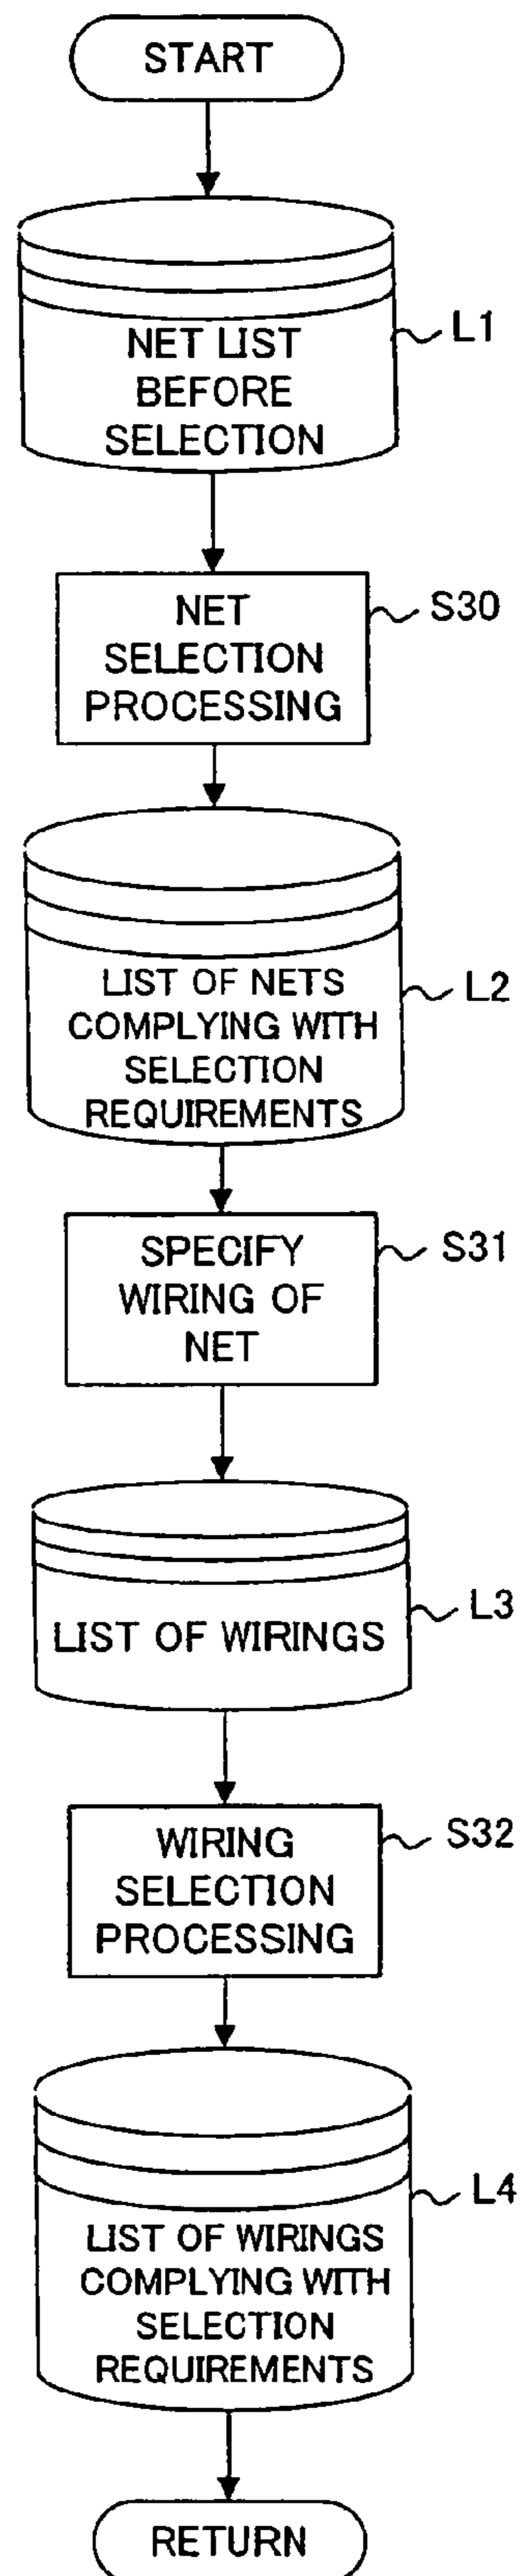 START
NET LIST
BEFORE
SELECTION
L1
NET
SELECTION
PROCESSING
S30
LIST OF NETS
COMPLYING WITH
SELECTION
REQUIREMENTS
L2
SPECIFY
WIRING OF
NET
S31
LIST OF WIRINGS
L3
WIRING
SELECTION
PROCESSING
S32
LIST OF WIRINGS
COMPLYING WITH
SELECTION
REQUIREMENTS
L4
RETURN